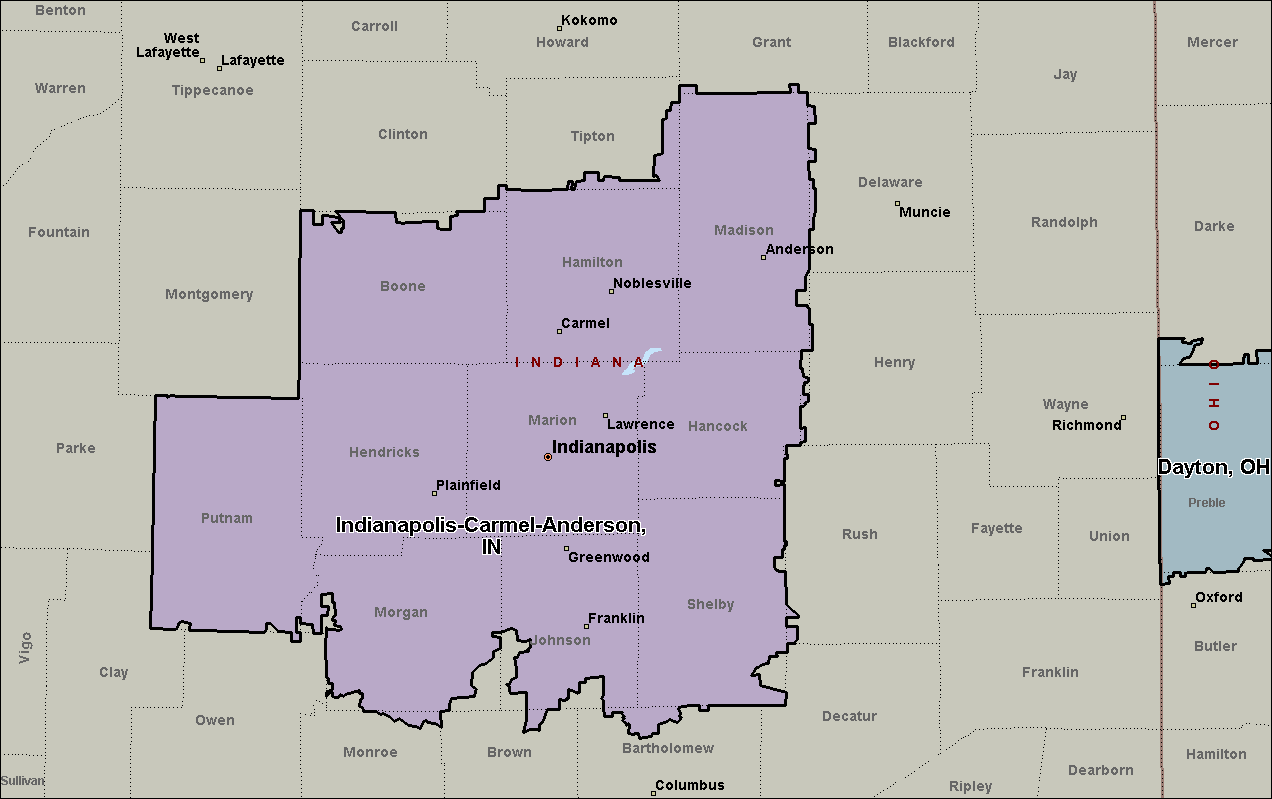 Benton
Carroll
Kokomo
Howard
Grant
Blackford
Mercer
West
Lafayette
Lafayette
Warren
Tippecanoe
Jay
Clinton
Tipton
Delaware
Muncie
Fountain
Madison
Randolph
Darke
Anderson
Hamilton
Montgomery
Boone
Noblesville
Carmel
INDIANA
Henry
OHIO
Wayne
Richmond
Marion
Lawrence
Hancock
Parke
Hendricks
Indianapolis
Dayton, OH
Plainfield
Preble
Putnam
Indianapolis-Carmel-Anderson,
IN
Rush
Fayette
Union
Greenwood
Oxford
Morgan
Shelby
Franklin
Johnson
Vigo
Clay
Franklin
Butler
Owen
Decatur
Monroe
Brown
Bartholomew
Hamilton
Dearborn
Sullivan
Columbus
Ripley